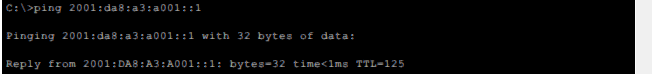 C:\>ping 2001:da8:a3:a001::1
Pinging 2001:da8:a3:a001::1 with 32 bytes of data:
Reply from 2001:DA8:A3:A001::1: bytes=32 time<1ms TTL=125